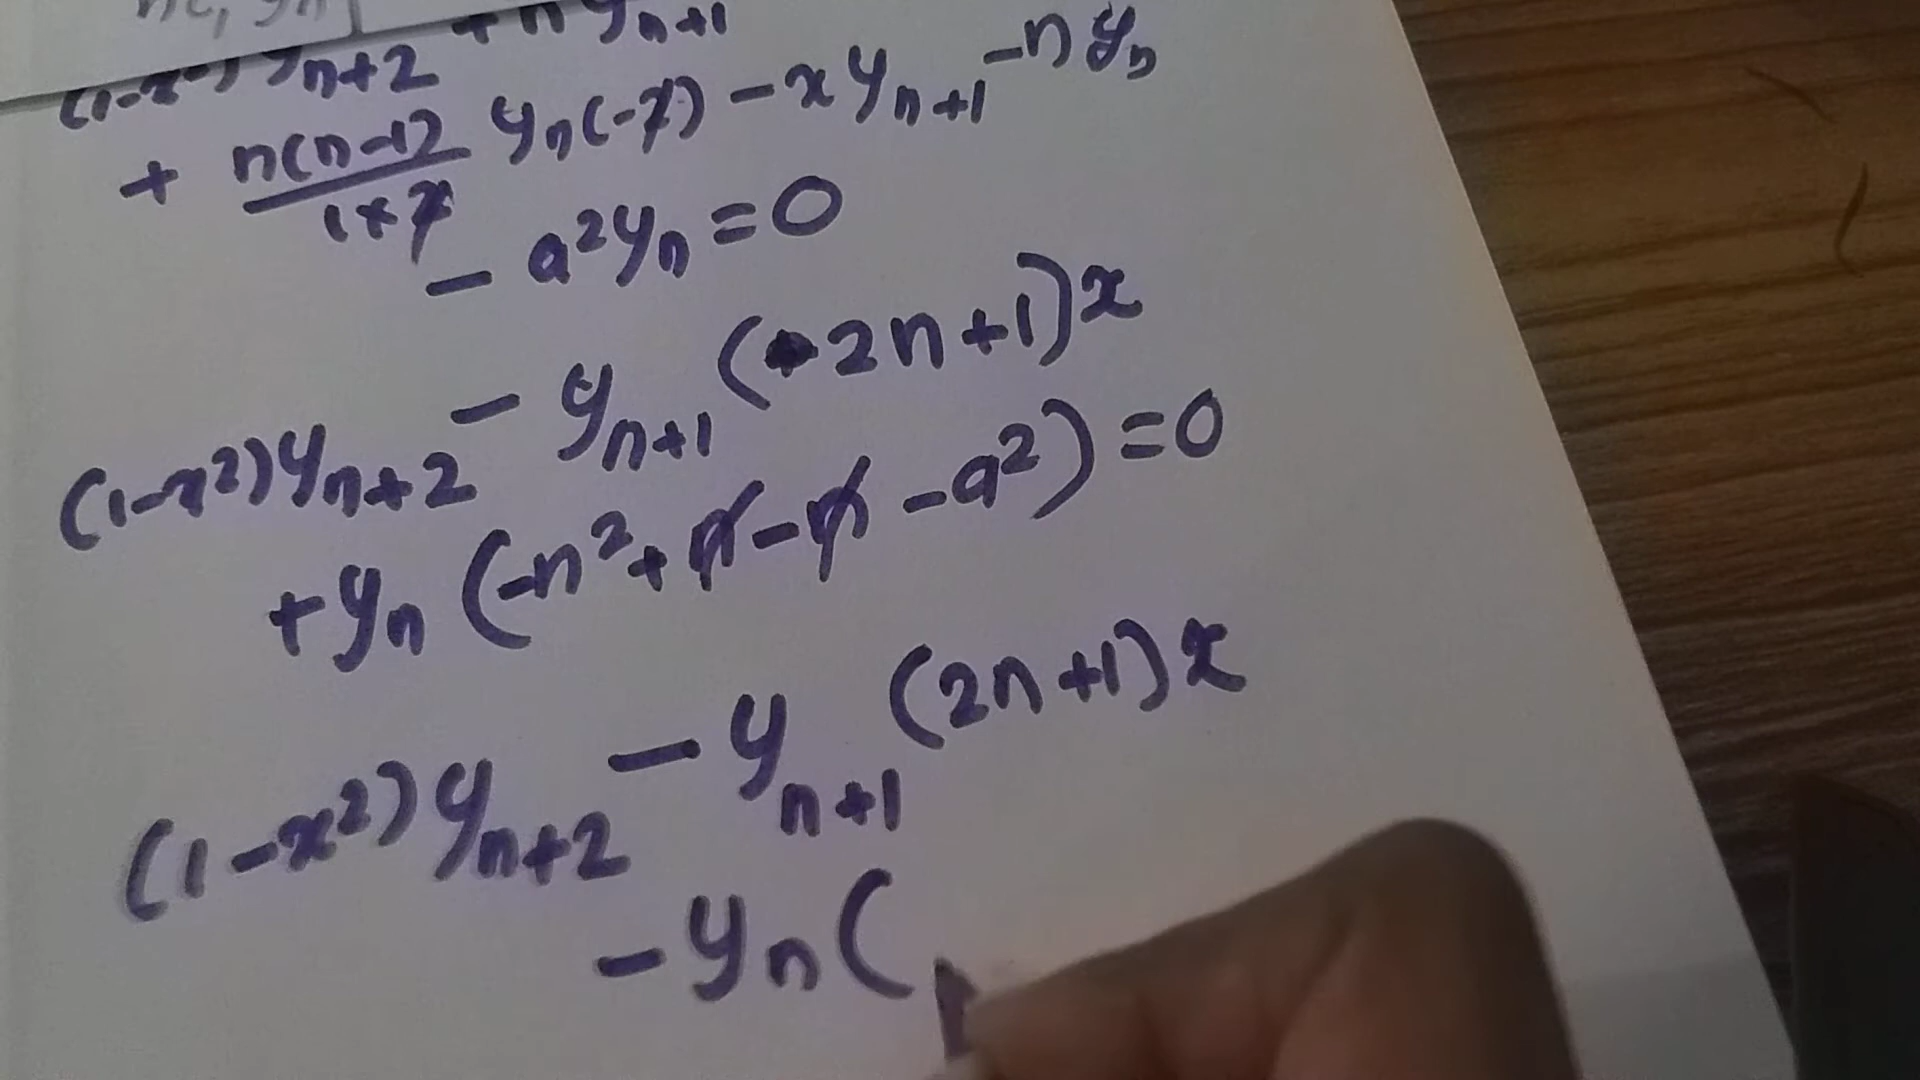 (1-x²) yn+2 + n yn+1
+ n(n-1)/1×2 yn(-2) - x yn+1 - n yn
- a²yn = 0
(1-x²) yn+2 - yn+1 (2n+1)x
+ yn (-n² + n - n - a²) = 0
(1-x²) yn+2 - yn+1 (2n+1)x
- yn (